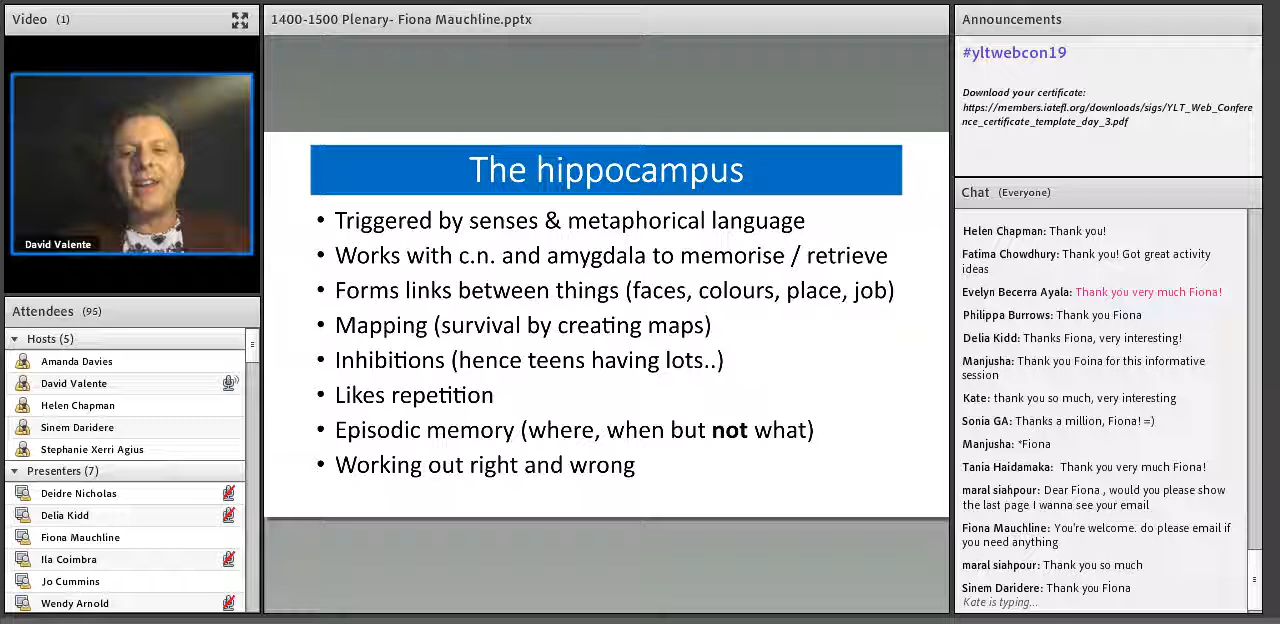 Video (1)
David Valente
Attendees (95)
Hosts (5)
Amanda Davies
David Valente
Helen Chapman
Sinem Daridere
Stephanie Xerri Agius
Presenters (7)
Deidre Nicholas
Delia Kidd
Fiona Mauchline
Ila Coimbra
Jo Cummins
Wendy Arnold
1400-1500 Plenary- Fiona Mauchline.pptx
The hippocampus
• Triggered by senses & metaphorical language
• Works with c.n. and amygdala to memorise / retrieve
• Forms links between things (faces, colours, place, job)
• Mapping (survival by creating maps)
• Inhibitions (hence teens having lots..)
• Likes repetition
• Episodic memory (where, when but not what)
• Working out right and wrong
Announcements
#yltwebcon19
Download your certificate:
https://members.iatefl.org/downloads/sigs/YLT_Web_Confere
nce_certificate_template_day_3.pdf
Chat (Everyone)
Helen Chapman: Thank you!
Fatima Chowdhury: Thank you! Got great activity
ideas
Evelyn Becerra Ayala: Thank you very much Fiona!
Philippa Burrows: Thank you Fiona
Delia Kidd: Thanks Fiona, very interesting!
Manjusha: Thank you Foina for this informative
session
Kate: thank you so much, very interesting
Sonia GA: Thanks a million, Fiona! =)
Manjusha: *Fiona
Tania Haidamaka: Thank you very much Fiona!
maral siahpour: Dear Fiona , would you please show
the last page I wanna see your email
Fiona Mauchline: You're welcome. do please email if
you need anything
maral siahpour: Thank you so much
Sinem Daridere: Thank you FIona
Kate is typing...